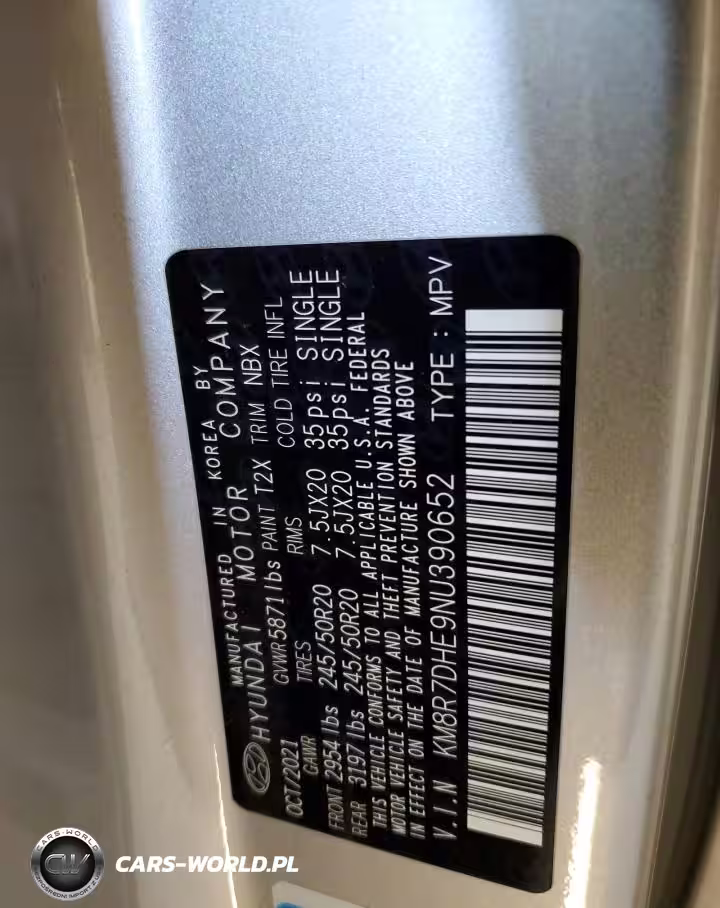 MANUFACTURED IN KOREA BY
HYUNDAI MOTOR COMPANY
OCT/2021 GVWR 5871 lbs PAINT T2X TRIM NBX
GAWR TIRES RIMS COLD TIRE INFL
FRONT 2954 lbs 245/50R20 7.5JX20 35psi SINGLE
REAR 3197 lbs 245/50R20 7.5JX20 35psi SINGLE
THIS VEHICLE CONFORMS TO ALL APPLICABLE U.S.A. FEDERAL
MOTOR VEHICLE SAFETY AND THEFT PREVENTION STANDARDS
IN EFFECT ON THE DATE OF MANUFACTURE SHOWN ABOVE
V.I.N KM8R7DHE9NU390652 TYPE : MPV
CARS-WORLD
CW
CARS-WORLD.PL